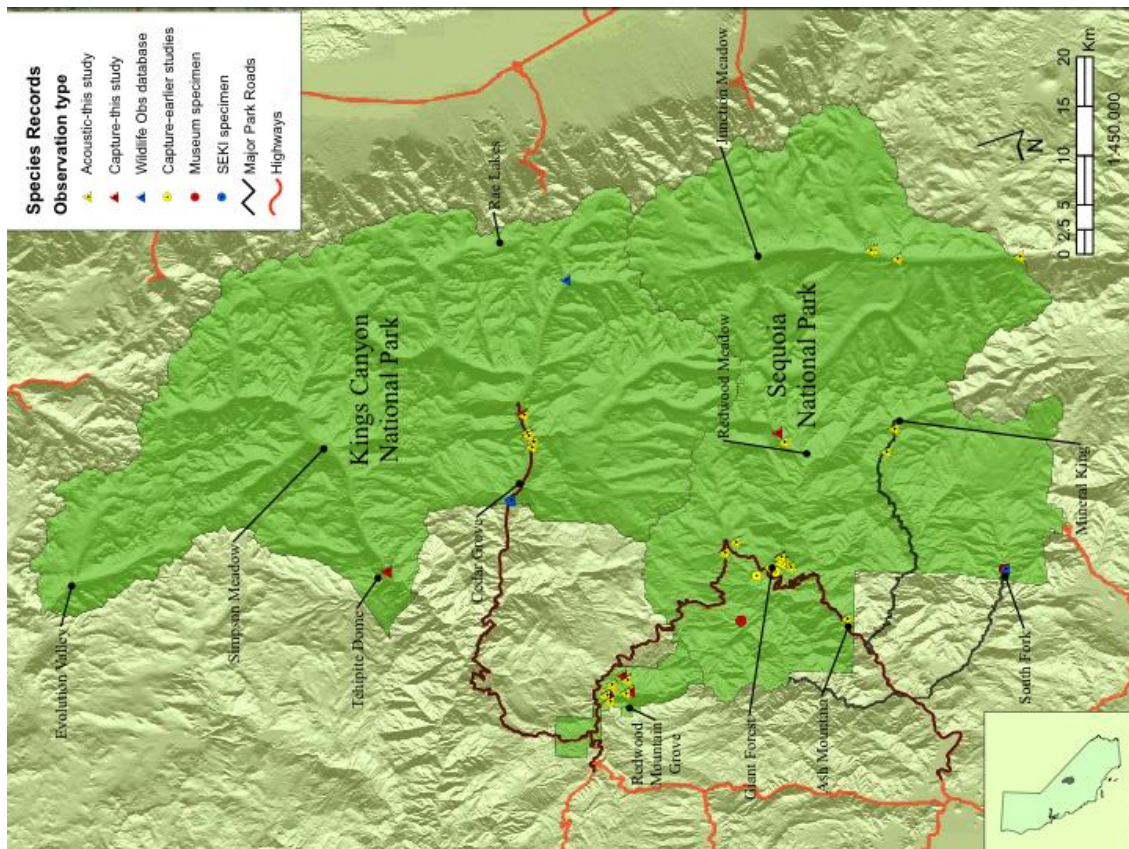 Species Records
Observation type
Acoustic-this study
Capture-this study
Wildlife Obs database
Capture-earlier studies
Museum specimen
SEKI specimen
Major Park Roads
Highways
Evolution Valley
Simpson Meadow
Tehipite Dome
Kings Canyon
National Park
Rae Lakes
Cedar Grove
Redwood
Mountain
Grove
Junction Meadow
Redwood Meadow
Sequoia
National Park
Giant Forest
Ash Mountain
Mineral King
South Fork
N
0 2.5 5 10 15 20
Km
1:450,000